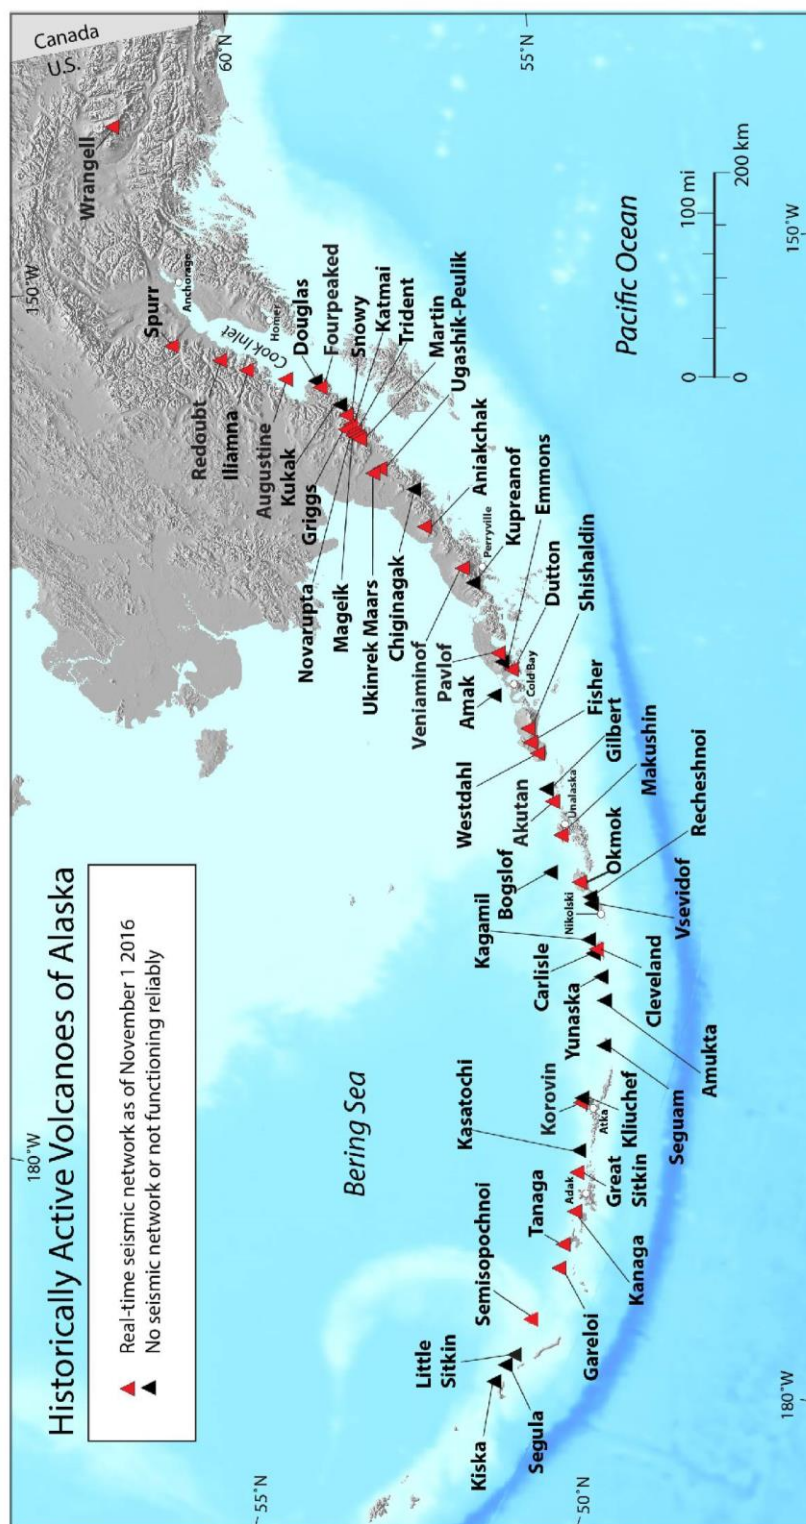 Historically Active Volcanoes of Alaska
Real-time seismic network as of November 1 2016
No seismic network or not functioning reliably
Canada
U.S.
60°N
55°N
55°N
50°N
150°W
150°W
180°W
180°W
Bering Sea
Pacific Ocean
Cook Inlet
0
100 mi
200 km
0
Wrangell
Spurr
Anchorage
Homer
Redoubt
Iliamna
Augustine
Douglas
Fourpeaked
Kukak
Snowy
Griggs
Katmai
Novarupta
Trident
Mageik
Martin
Ukinrek Maars
Ugashik-Peulik
Chiginagak
Aniakchak
Veniaminof
Kupreanof
Perryville
Pavlof
Emmons
Dutton
Amak
Cold Bay
Shishaldin
Fisher
Westdahl
Gilbert
Akutan
Unalaska
Makushin
Bogslof
Okmok
Recheshnoi
Vsevidof
Nikolski
Kagamil
Carlisle
Cleveland
Yunaska
Amukta
Seguam
Korovin
Kliuchef
Atka
Kasatochi
Great
Sitkin
Adak
Kanaga
Tanaga
Gareloi
Semisopochnoi
Little
Sitkin
Segula
Kiska